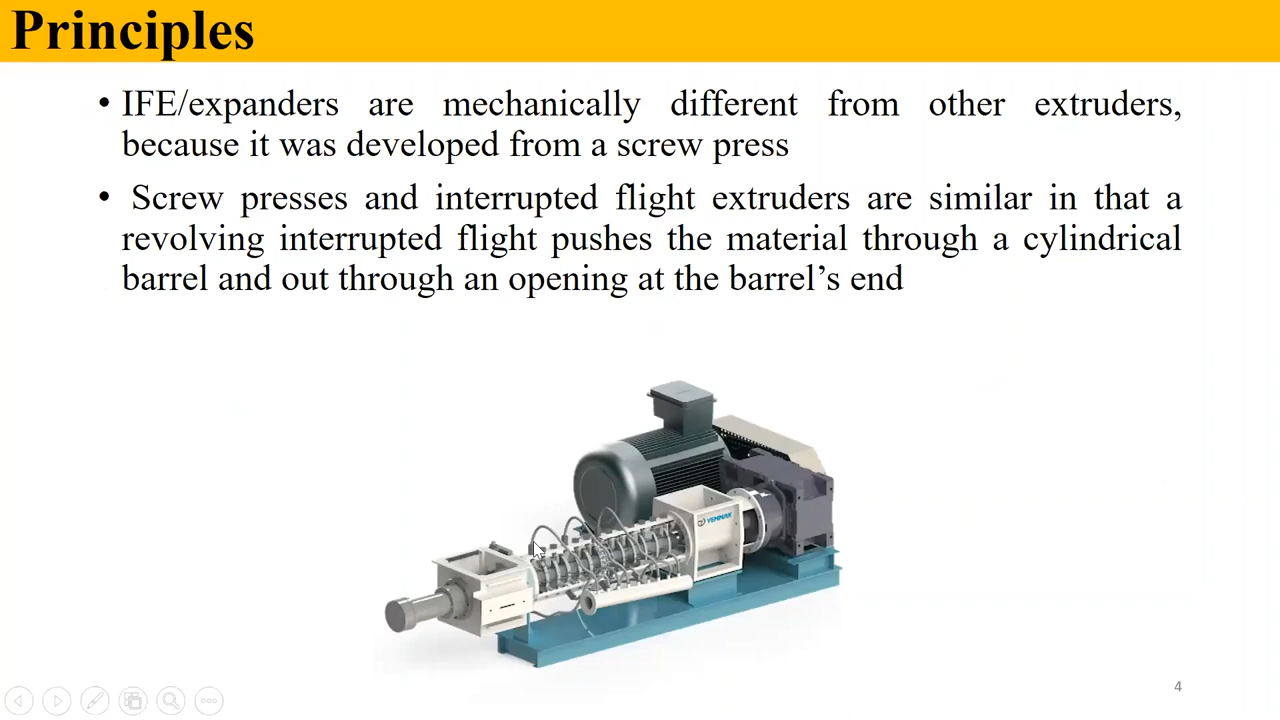 Principles
• IFE/expanders are mechanically different from other extruders,
because it was developed from a screw press
• Screw presses and interrupted flight extruders are similar in that a
revolving interrupted flight pushes the material through a cylindrical
barrel and out through an opening at the barrel’s end
YEMMAK
4